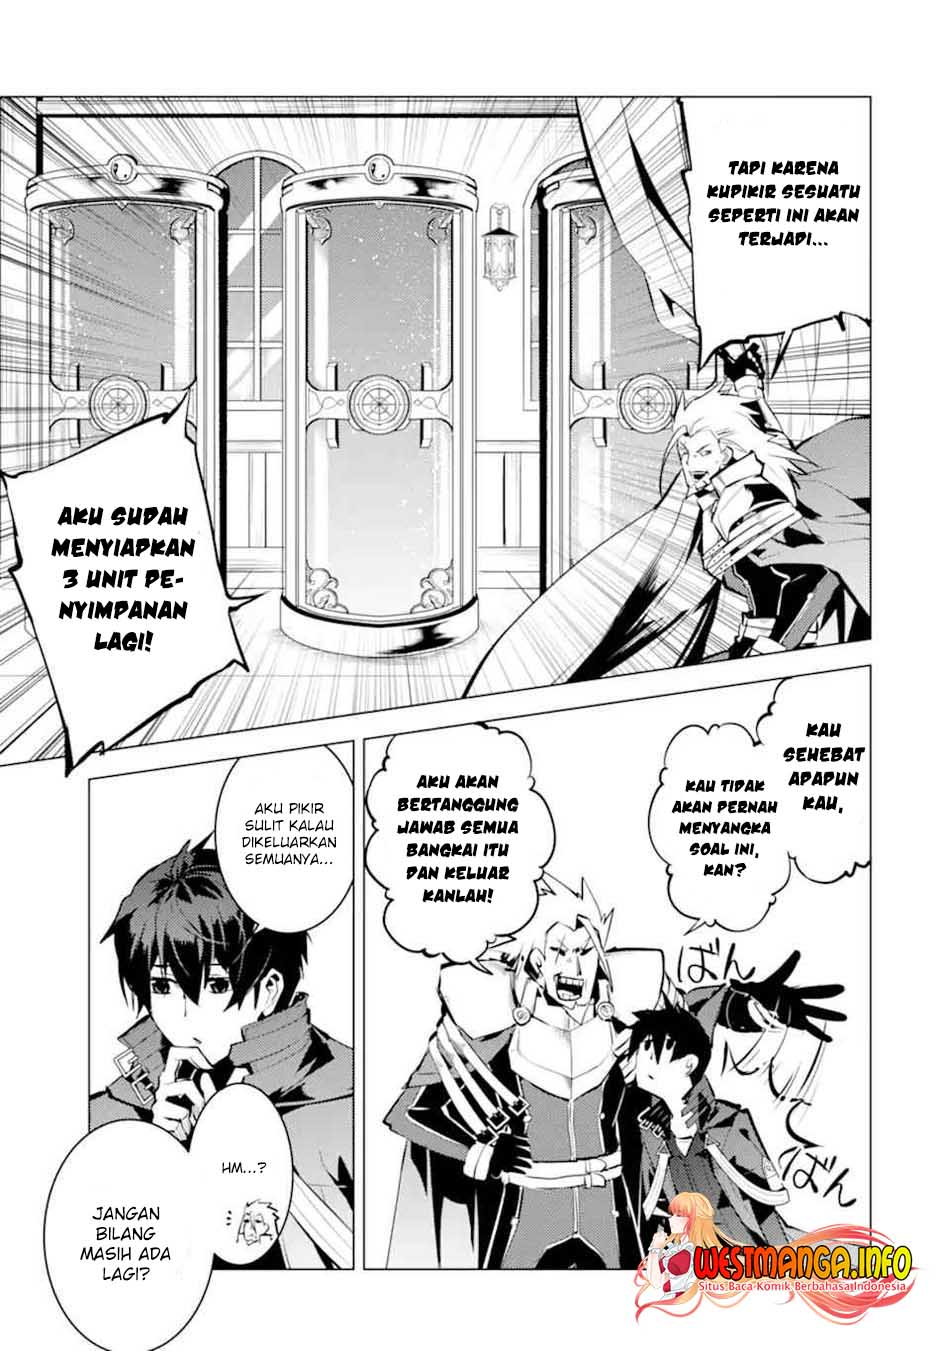 TAPI KARENA
KUPIKIR SESUATU
SEPERTI INI AKAN
TERJADI...
AKU SUDAH
MENYIAPKAN
3 UNIT PE-
NYIMPANAN
LAGI!
KAU
SEHEBAT
APAPUN
KAU,
KAU TIDAK
AKAN PERNAH
MENYANGKA
SOAL INI,
KAN?
AKU AKAN
BERTANGGUNG
JAWAB SEMUA
BANGKAI ITU
DAN KELUAR
KANLAH!
ばん
ばん
AKU PIKIR
SULIT KALAU
DIKELUARKAN
SEMUANYA...
HM...?
JANGAN
BILANG
MASIH ADA
LAGI?
WESTMANGA.INFO
Situs Baca Komik Berbahasa Indonesia